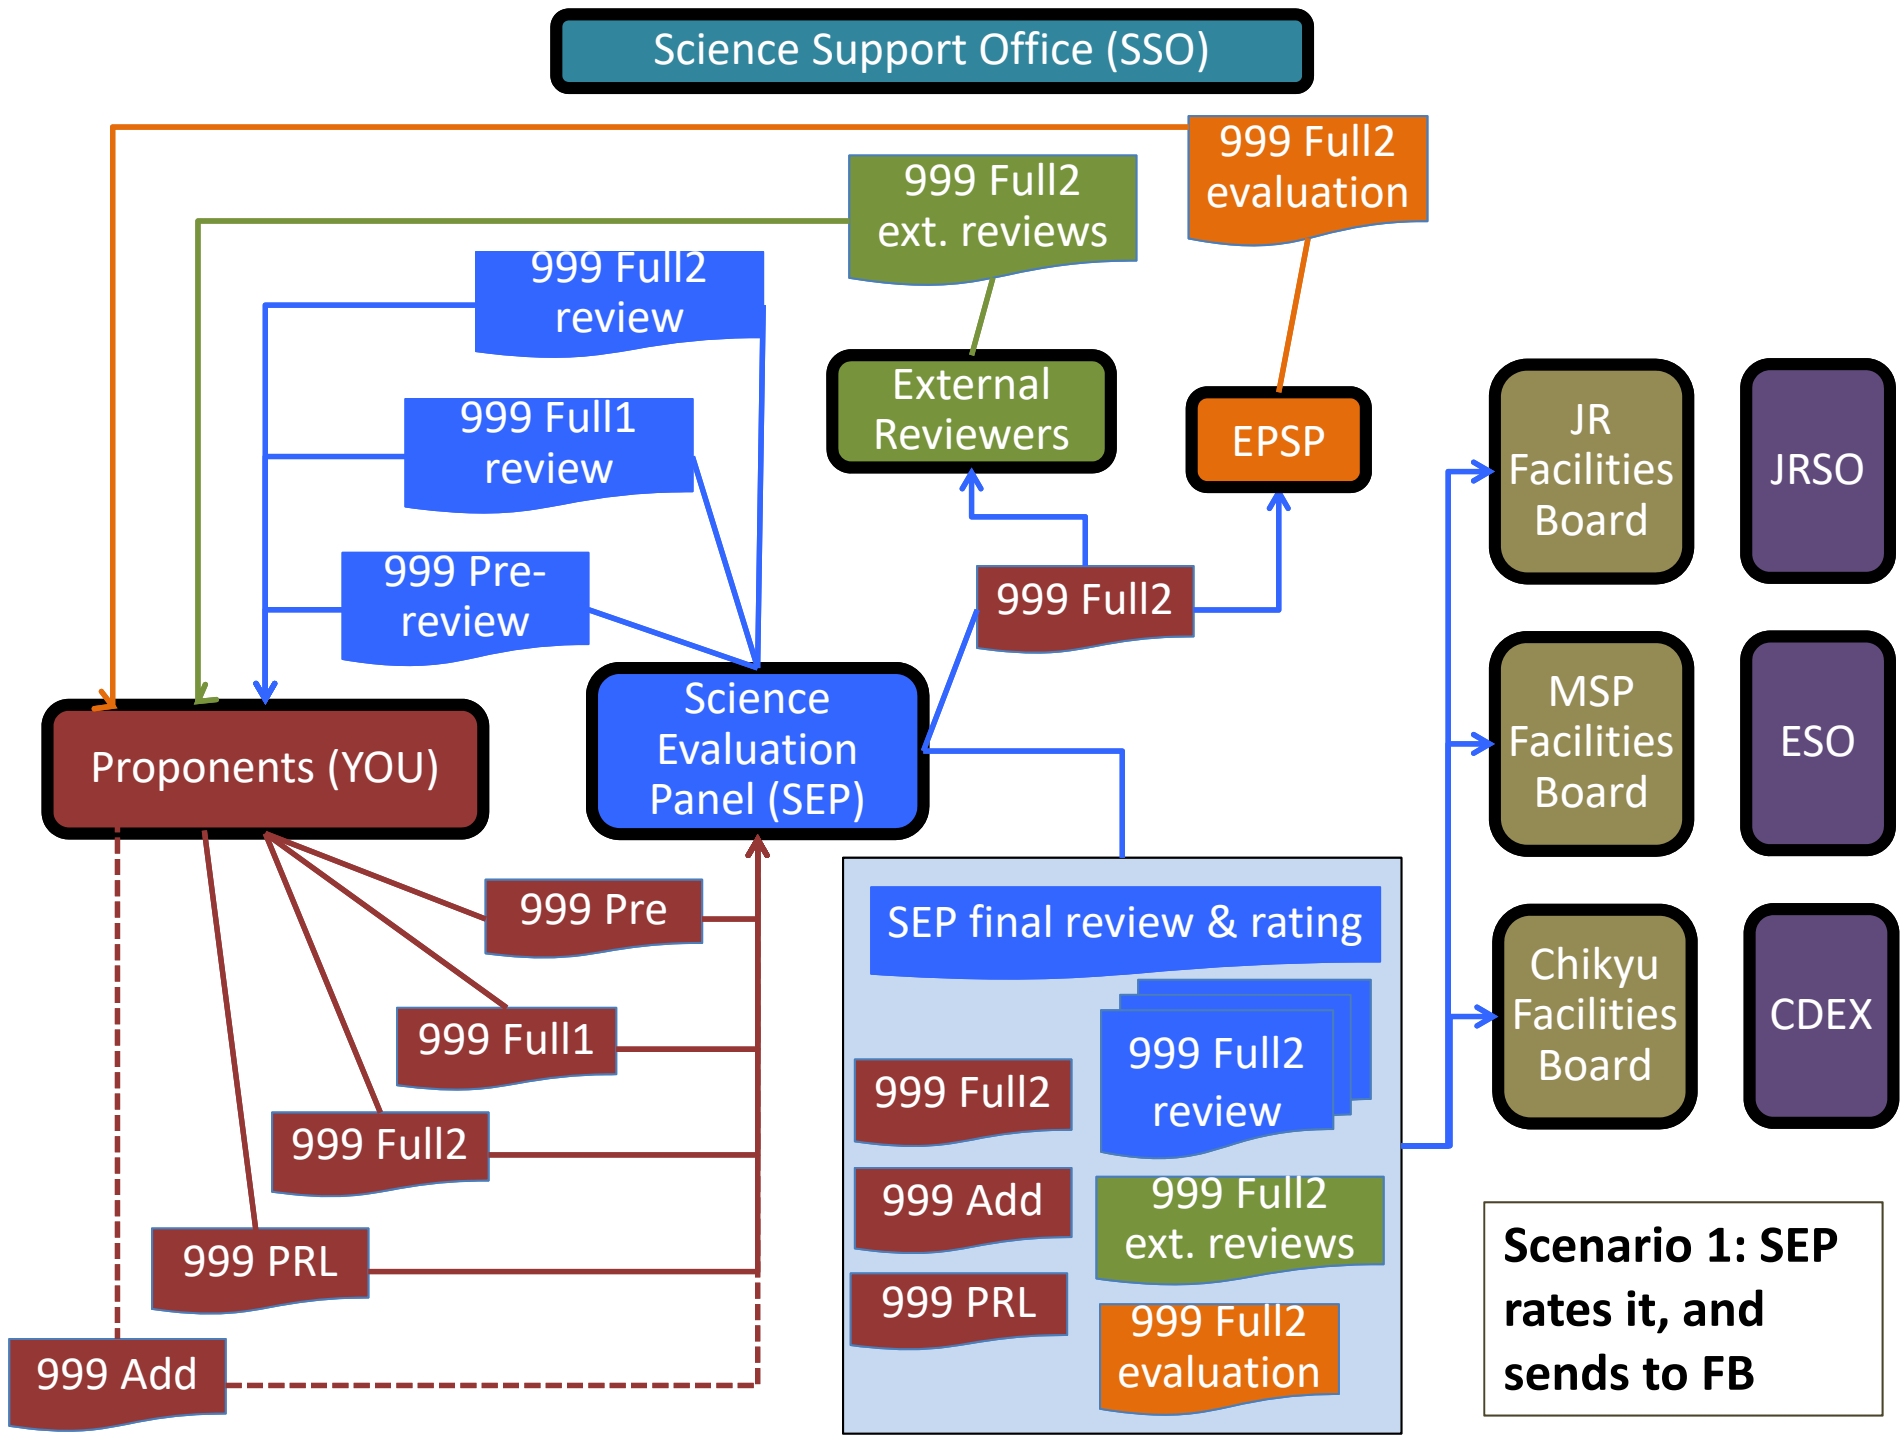 Science Support Office (SSO)
999 Full2
evaluation
999 Full2
ext. reviews
999 Full2
review
External
Reviewers
EPSP
999 Full1
review
999 Pre-
review
999 Full2
JR
Facilities
Board
JRSO
MSP
Facilities
Board
ESO
Chikyu
Facilities
Board
CDEX
Proponents (YOU)
Science
Evaluation
Panel (SEP)
999 Pre
999 Full1
999 Full2
999 PRL
999 Add
SEP final review & rating
999 Full2
review
999 Full2
999 Add
999 PRL
999 Full2
ext. reviews
999 Full2
evaluation
Scenario 1: SEP
rates it, and
sends to FB